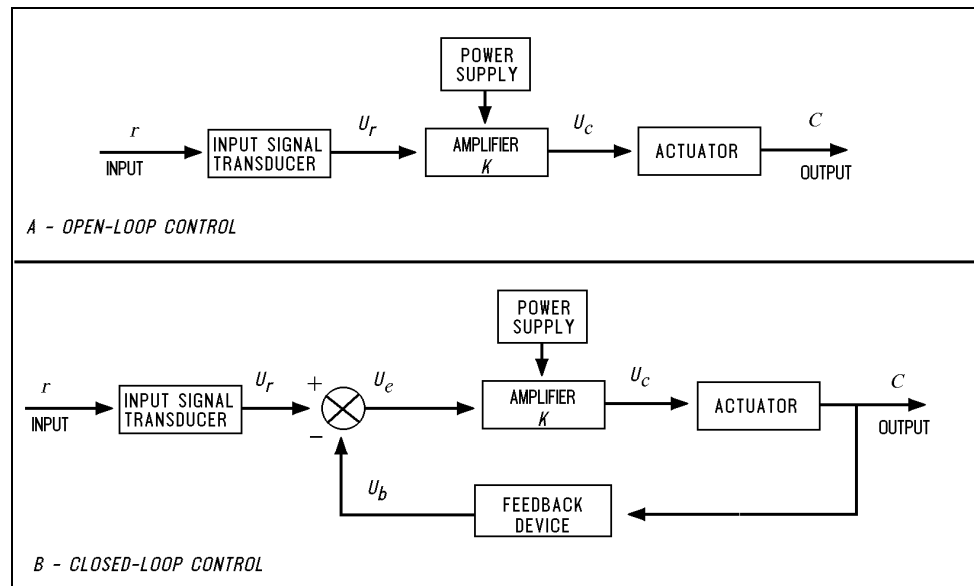 POWER
SUPPLY
r
U_r
U_c
C
INPUT
INPUT SIGNAL
TRANSDUCER
AMPLIFIER
K
ACTUATOR
OUTPUT
A - OPEN-LOOP CONTROL
POWER
SUPPLY
r
U_r
+
U_e
U_c
C
INPUT
INPUT SIGNAL
TRANSDUCER
AMPLIFIER
K
ACTUATOR
OUTPUT
−
U_b
FEEDBACK
DEVICE
B - CLOSED-LOOP CONTROL